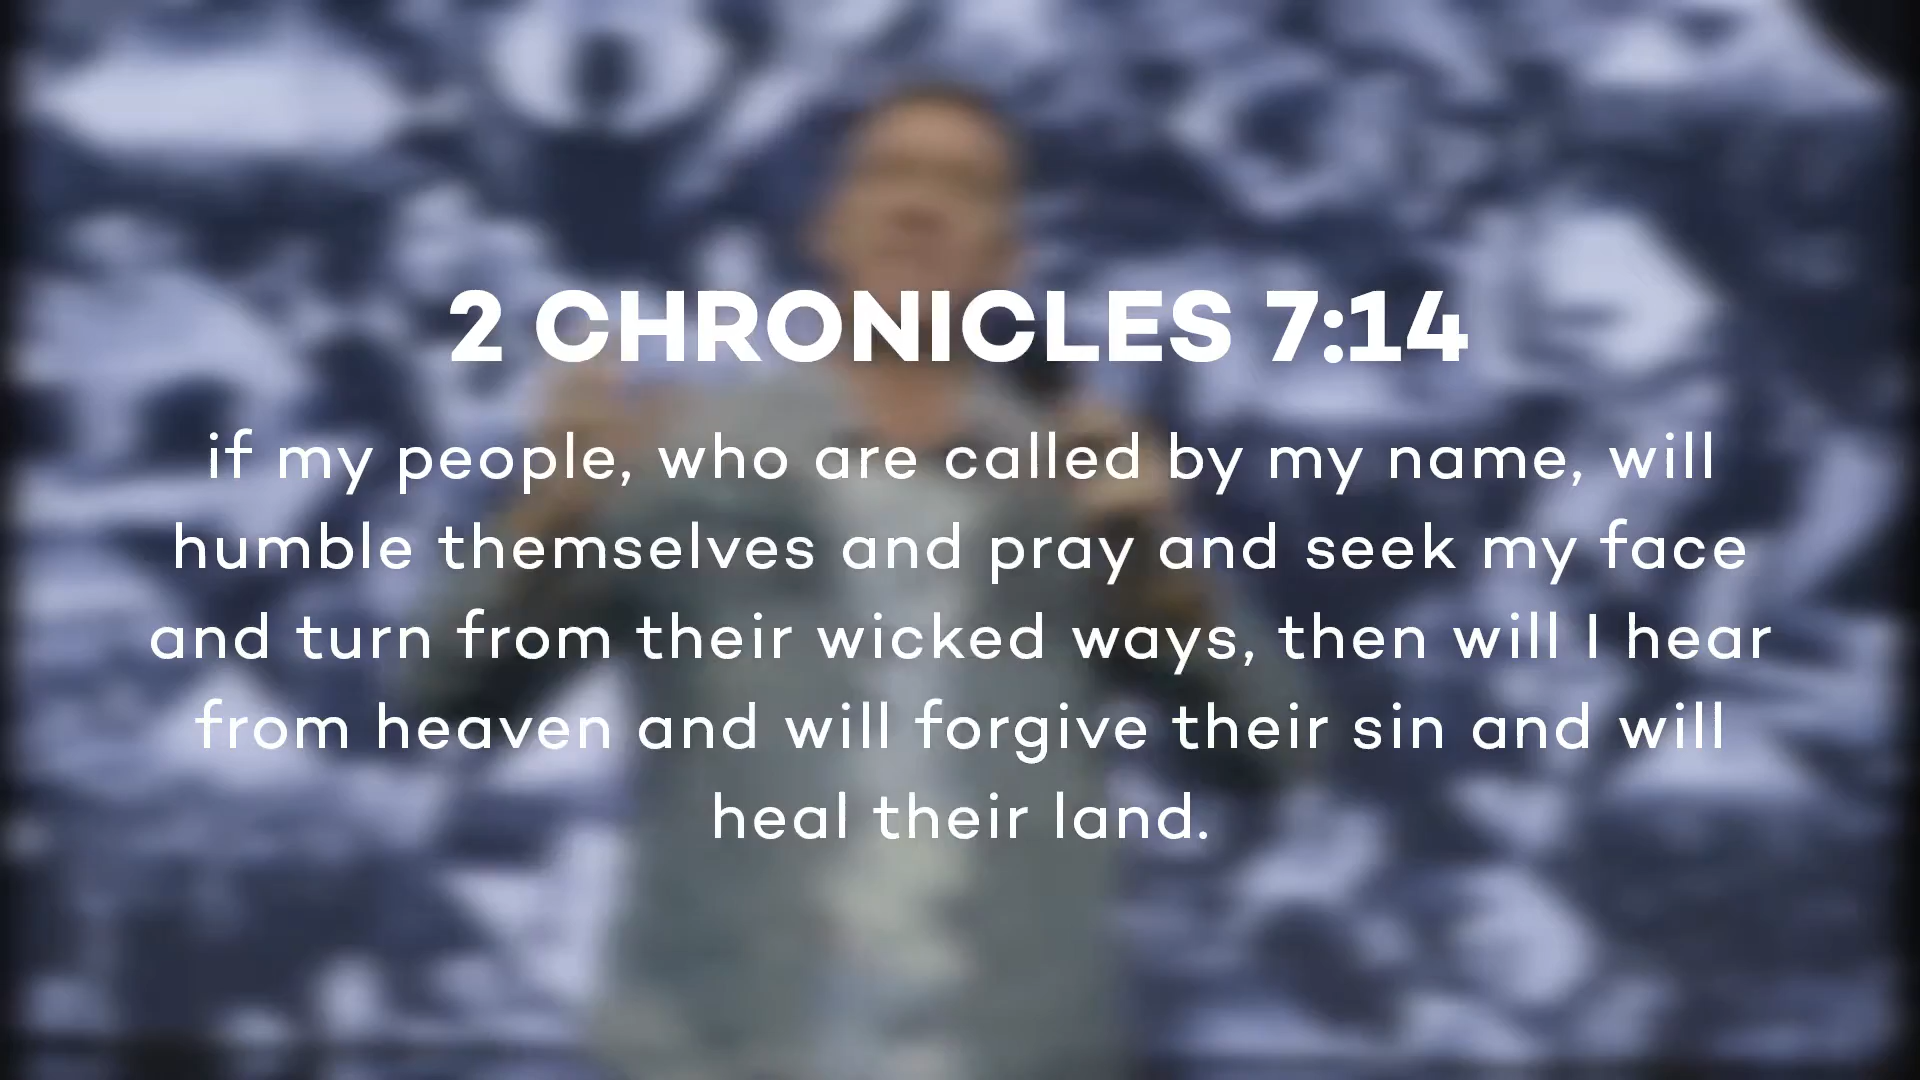 2 CHRONICLES 7:14
if my people, who are called by my name, will
humble themselves and pray and seek my face
and turn from their wicked ways, then will I hear
from heaven and will forgive their sin and will
heal their land.